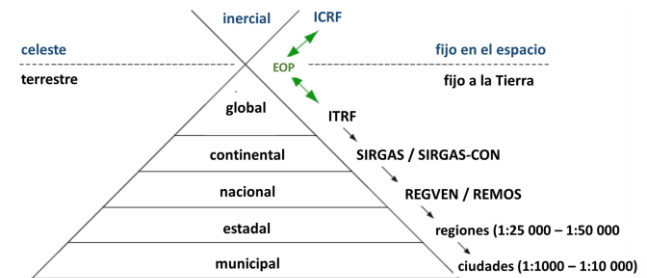 inercial ICRF
celeste fijo en el espacio
EOP
terrestre fijo a la Tierra
global
ITRF
continental SIRGAS / SIRGAS-CON
nacional REGVEN / REMOS
estadal regiones (1:25 000 – 1:50 000
municipal ciudades (1:1000 – 1:10 000)